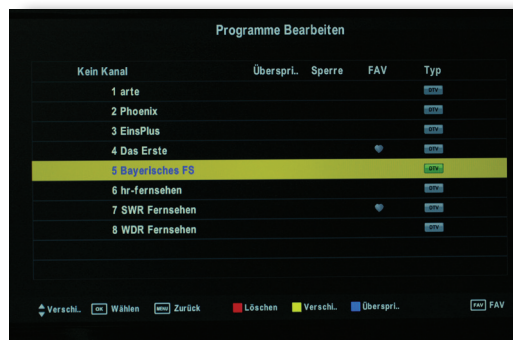 Programme Bearbeiten
Kein Kanal Überspri.. Sperre FAV Typ
1 arte DTV
2 Phoenix DTV
3 EinsPlus DTV
4 Das Erste DTV
5 Bayerisches FS DTV
6 hr-fernsehen DTV
7 SWR Fernsehen DTV
8 WDR Fernsehen DTV
Verschi.. OK Wählen MENU Zurück Löschen Verschi.. Überspri.. FAV FAV